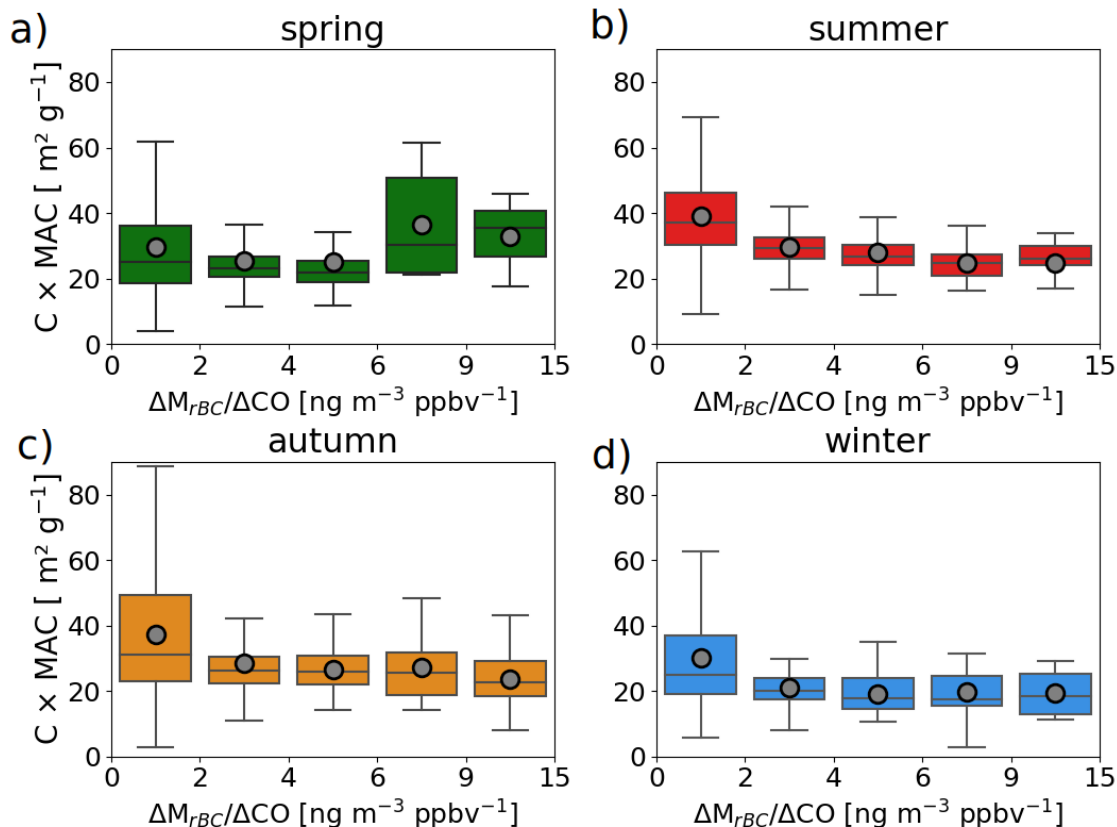 a) spring
C × MAC [ m² g⁻¹]
80
60
40
20
0
0 2 4 6 9 15
ΔM_rBC/ΔCO [ng m⁻³ ppbv⁻¹]
b) summer
80
60
40
20
0
0 2 4 6 9 15
ΔM_rBC/ΔCO [ng m⁻³ ppbv⁻¹]
c) autumn
C × MAC [ m² g⁻¹]
80
60
40
20
0
0 2 4 6 9 15
ΔM_rBC/ΔCO [ng m⁻³ ppbv⁻¹]
d) winter
80
60
40
20
0
0 2 4 6 9 15
ΔM_rBC/ΔCO [ng m⁻³ ppbv⁻¹]